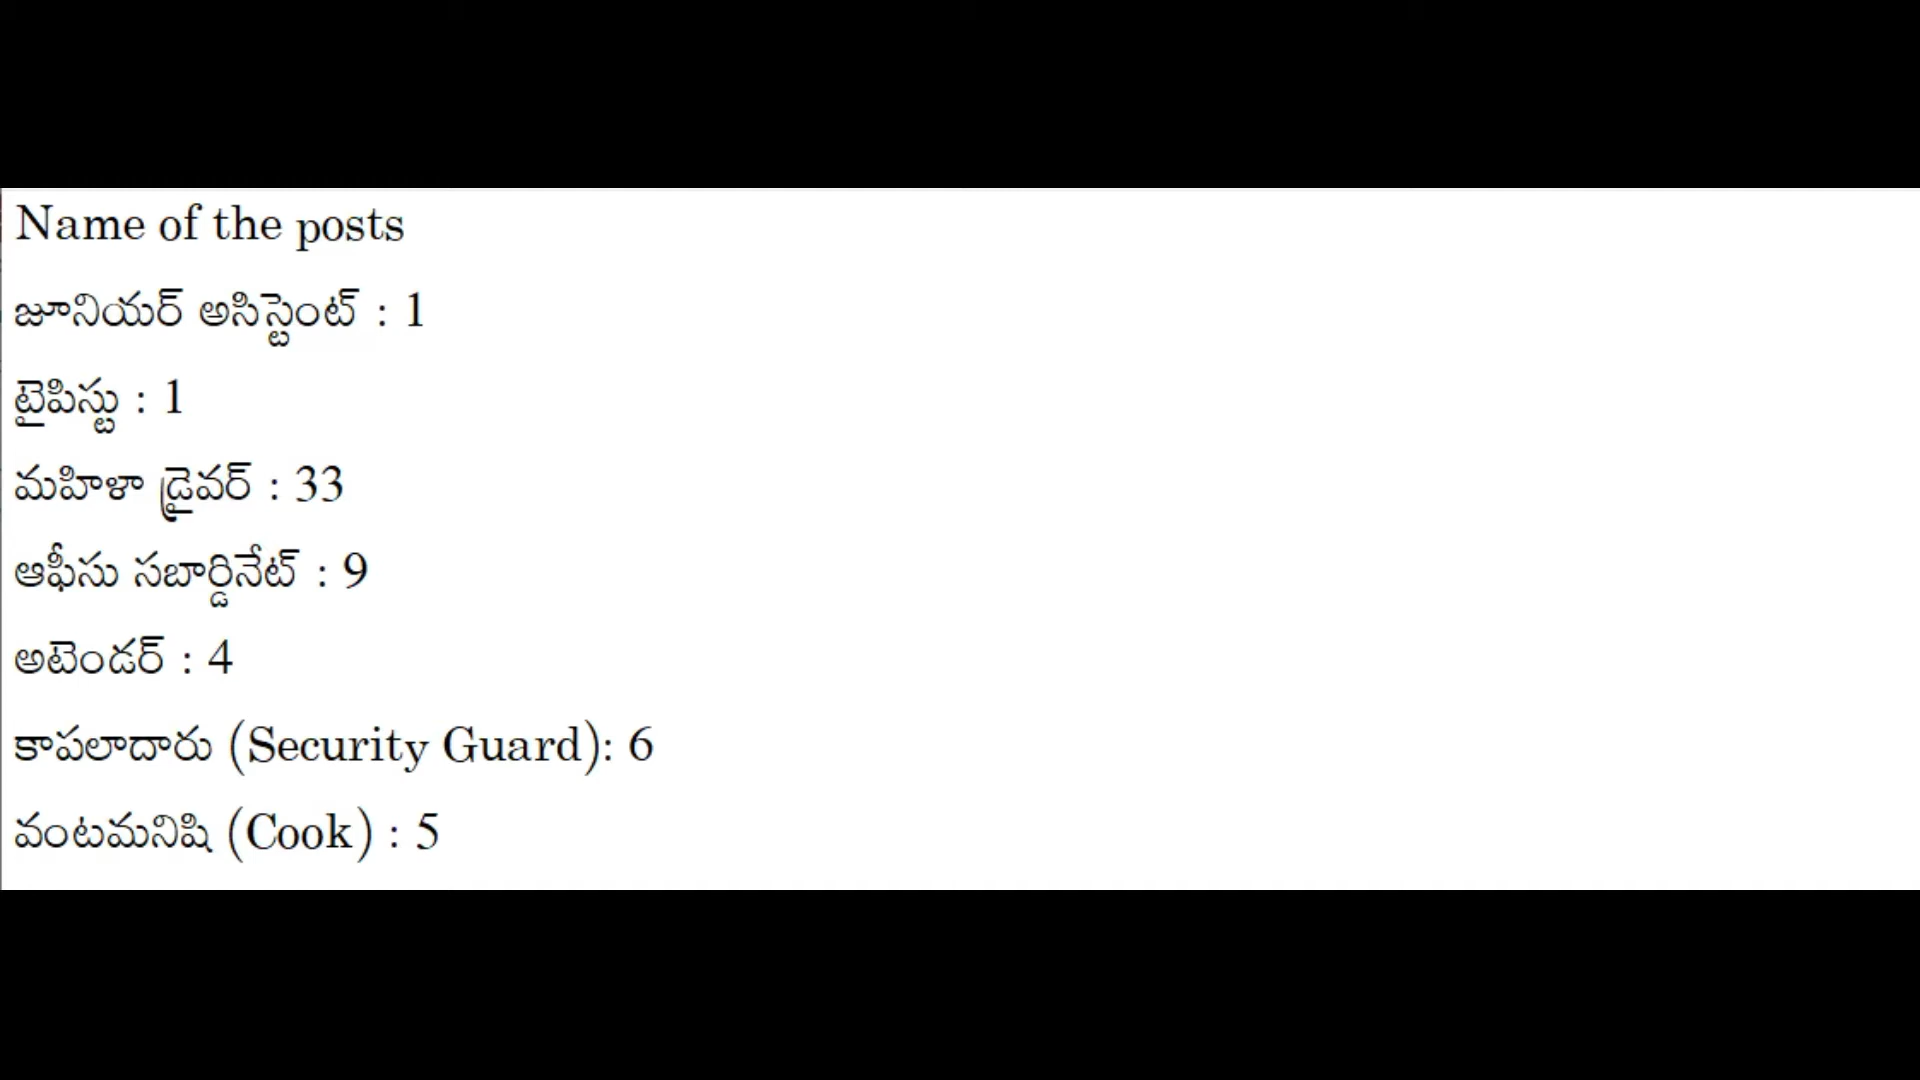 Name of the posts
జూనియర్ అసిస్టెంట్ : 1
టైపిస్టు : 1
మహిళా డ్రైవర్ : 33
ఆఫీసు సబార్డినేట్ : 9
అటెండర్ : 4
కాపలాదారు (Security Guard): 6
వంటమనిషి (Cook) : 5